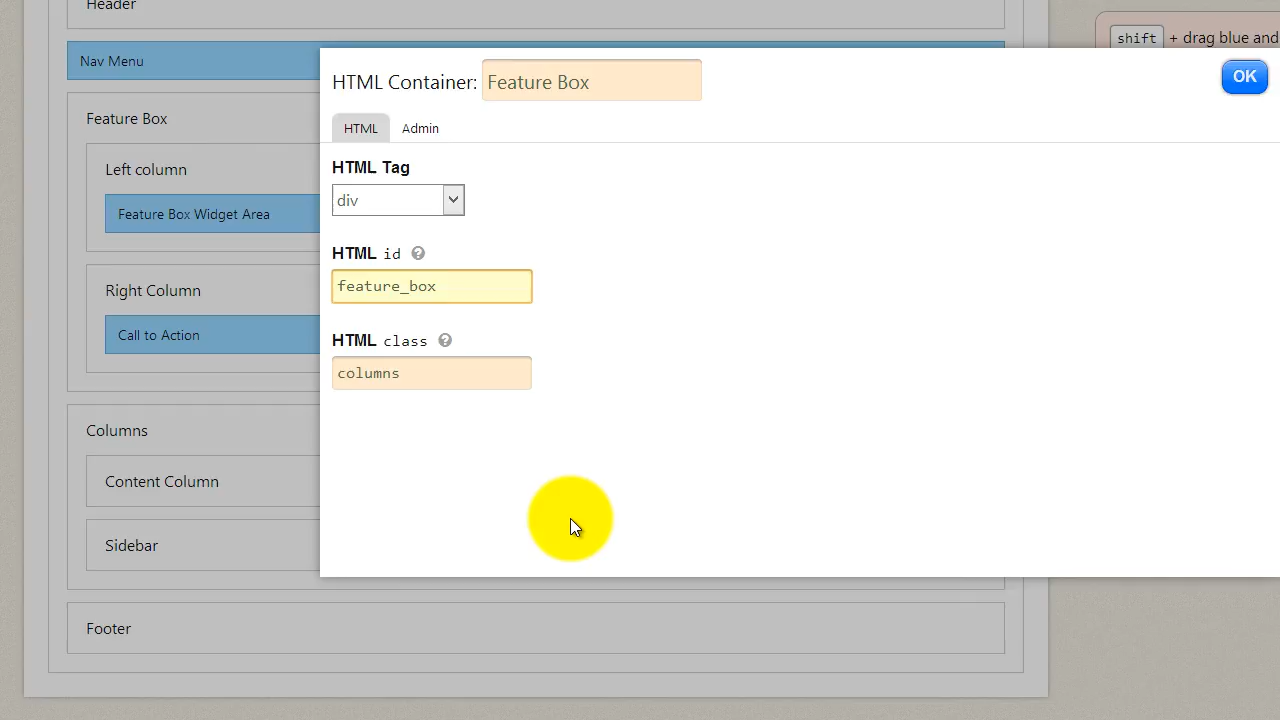 Header
shift + drag blue and
Nav Menu
HTML Container: Feature Box
OK
Feature Box
HTML Admin
Left column
HTML Tag
div
Feature Box Widget Area
HTML id ?
Right Column
feature_box
Call to Action
HTML class ?
columns
Columns
Content Column
Sidebar
Footer